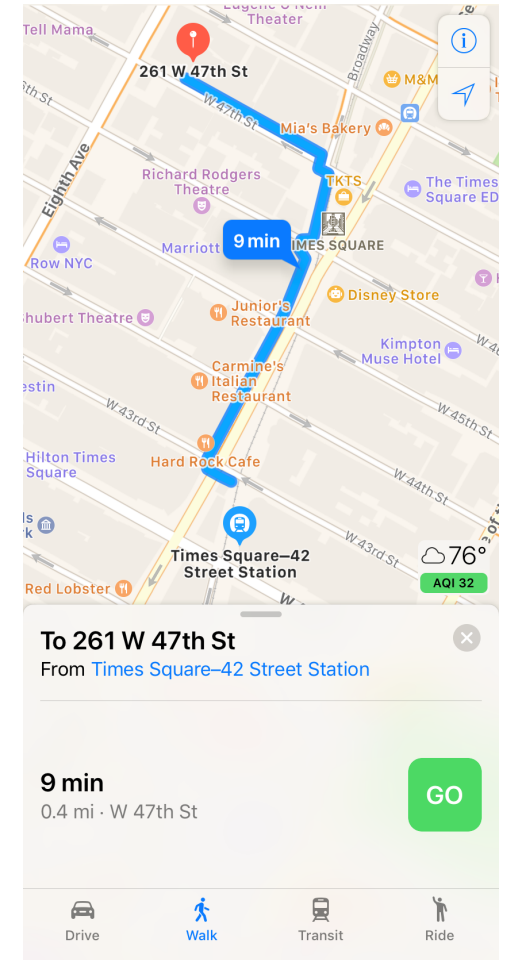 Eugene O'Neill
Theater
Tell Mama
261 W 47th St
Broadway
M&M
W 47th St
Mia's Bakery
Eighth Ave
Richard Rodgers
Theatre
TKTS
The Times
Square ED
9 min
IMES SQUARE
Marriott
Row NYC
Disney Store
Junior's
Restaurant
hubert Theatre
Kimpton
Muse Hotel
Carmine's
Italian
Restaurant
estin
W 43rd St
W 45th St
Hard Rock Cafe
Hilton Times
Square
W 44th St
W 43rd St
Times Square–42
Street Station
76°
AQI 32
Red Lobster
To 261 W 47th St
From Times Square–42 Street Station
9 min
0.4 mi · W 47th St
GO
Drive
Walk
Transit
Ride